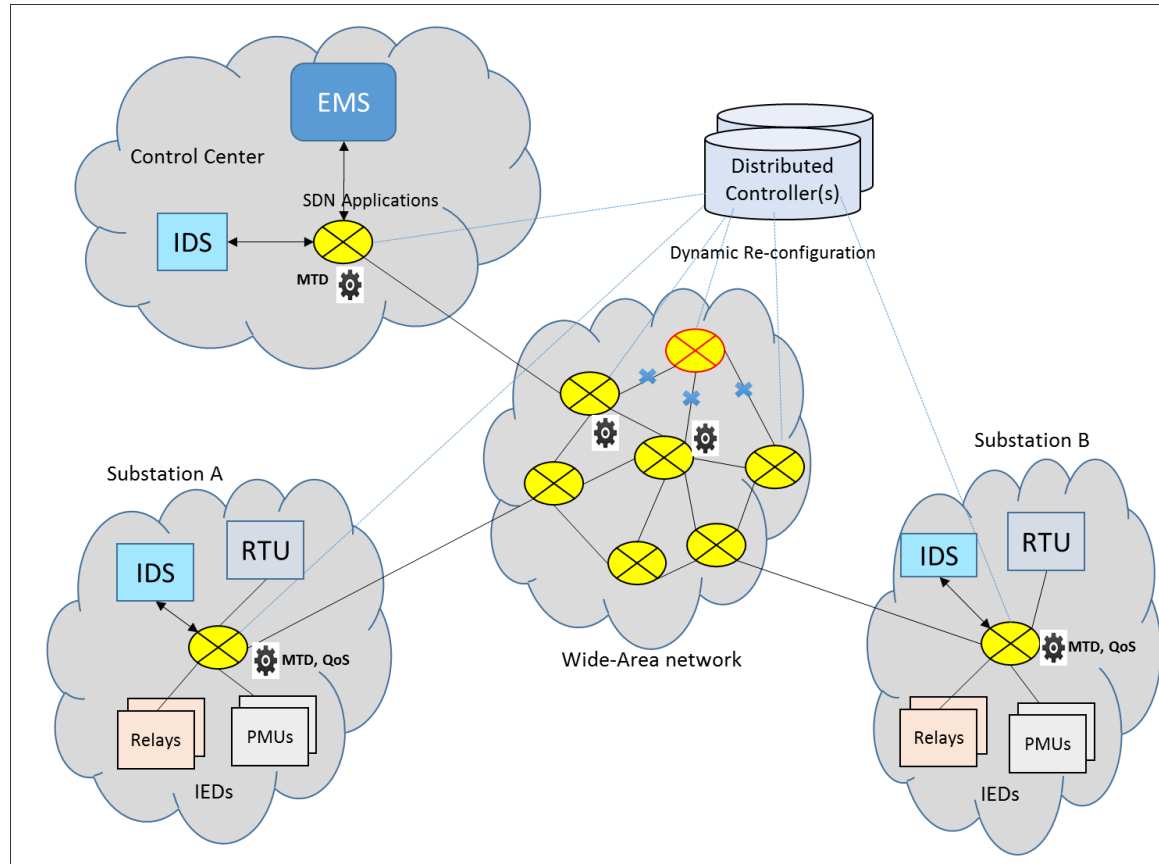 EMS
Control Center
SDN Applications
IDS
MTD
Distributed
Controller(s)
Dynamic Re-configuration
Wide-Area network
Substation A
IDS
RTU
MTD, QoS
Relays
PMUs
IEDs
Substation B
IDS
RTU
MTD, QoS
Relays
PMUs
IEDs